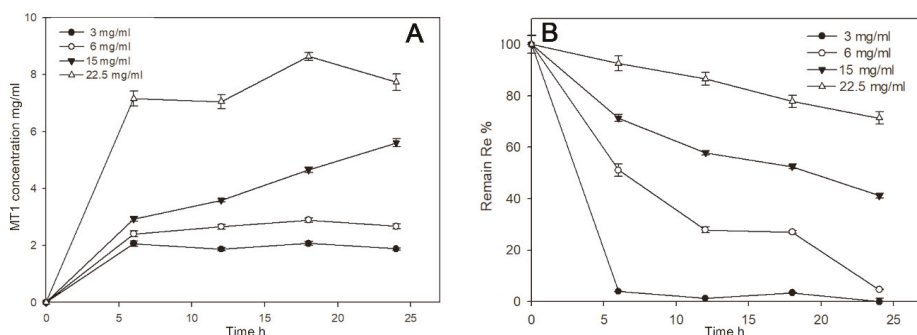 A
3 mg/ml
6 mg/ml
15 mg/ml
22.5 mg/ml
MT1 concentration mg/ml
10
8
6
4
2
0
0 5 10 15 20 25
Time h
B
3 mg/ml
6 mg/ml
15 mg/ml
22.5 mg/ml
Remain Re %
100
80
60
40
20
0
0 5 10 15 20 25
Time h